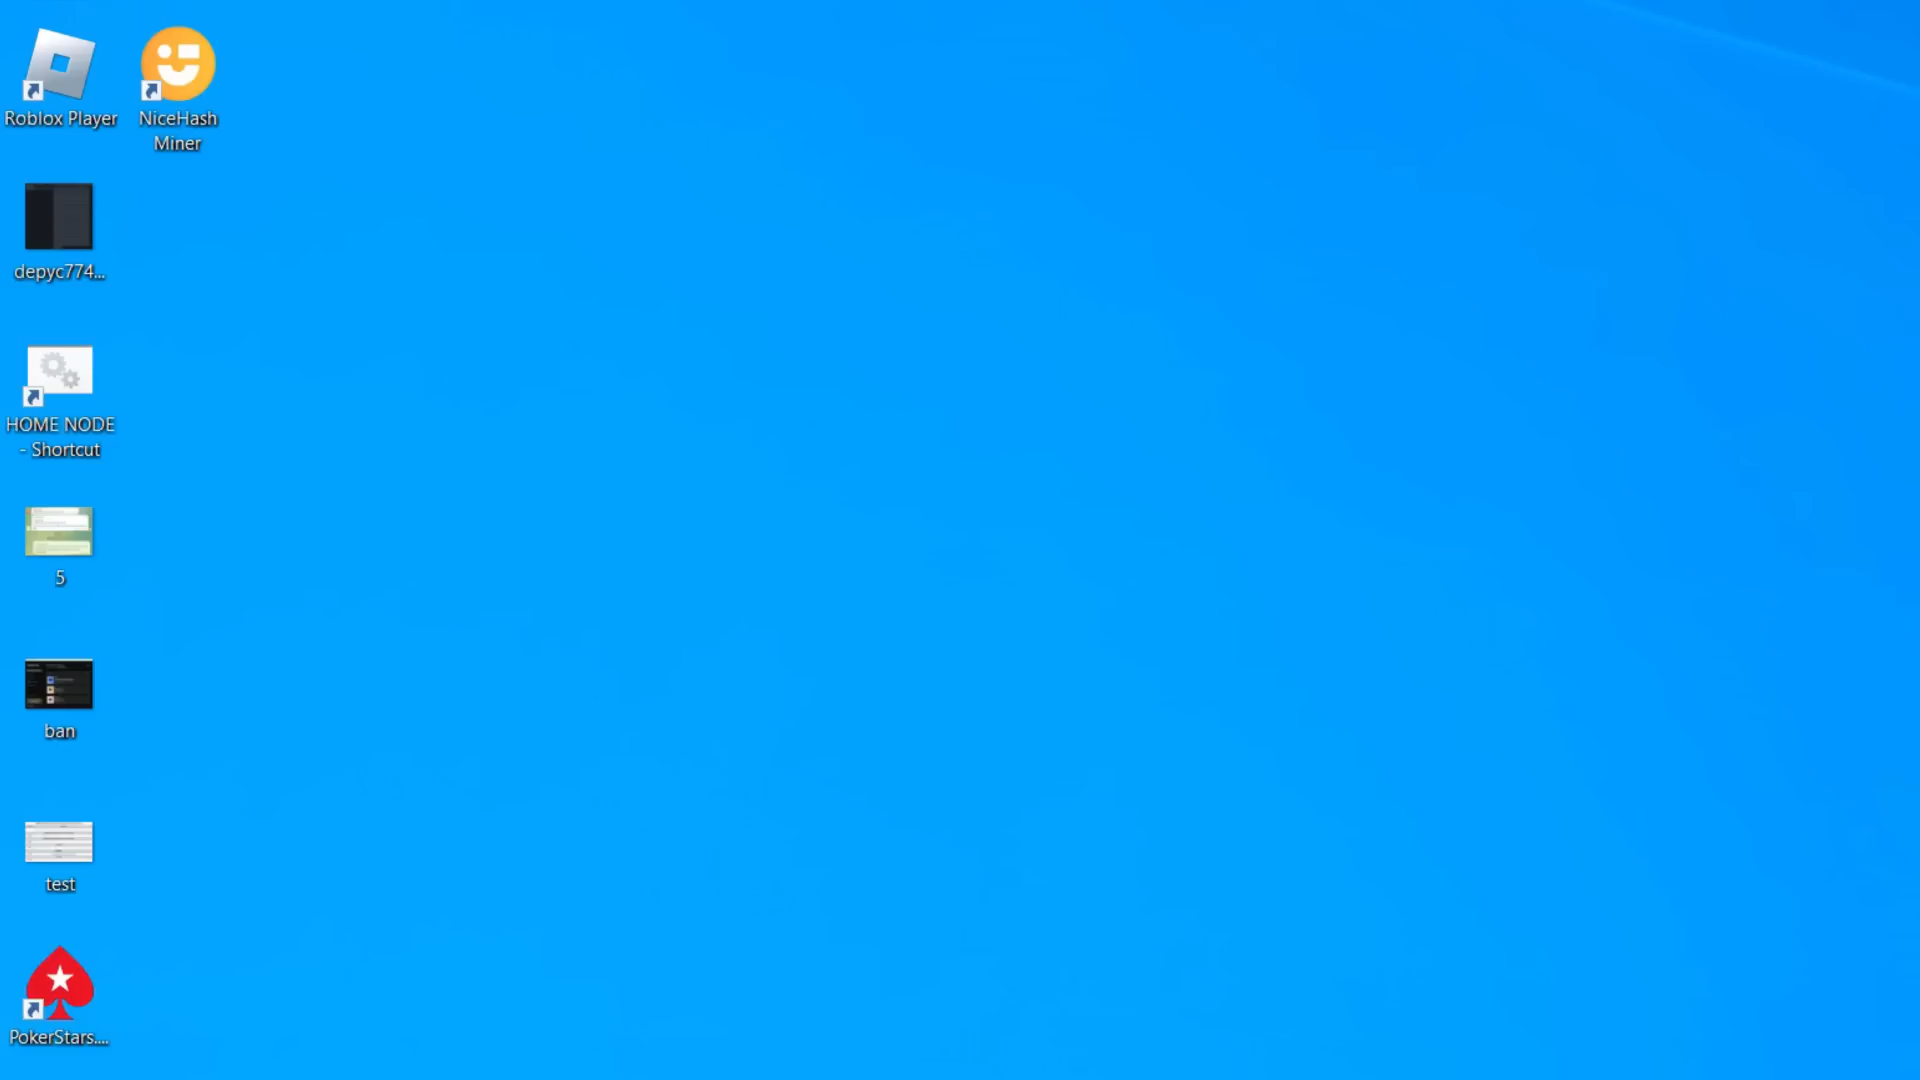 Roblox Player
NiceHash
Miner
depyc774...
HOME NODE
- Shortcut
5
ban
test
PokerStars....